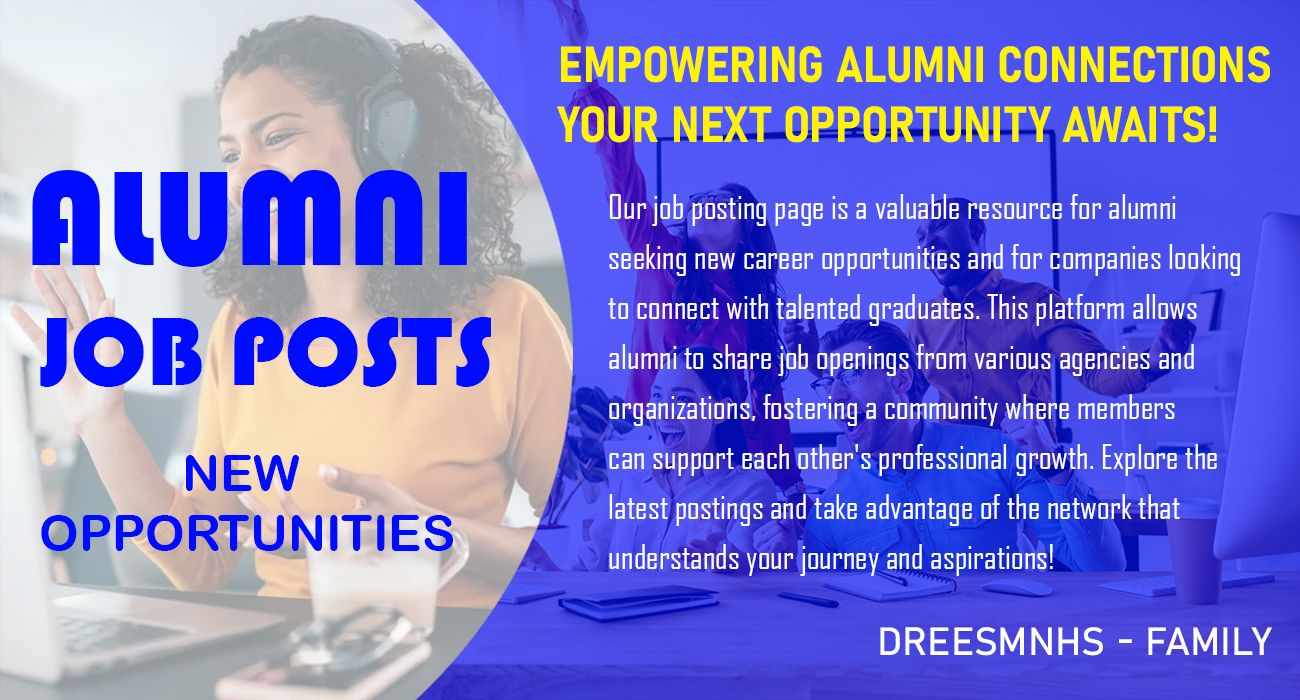 ALUMNI
JOB POSTS
NEW
OPPORTUNITIES
EMPOWERING ALUMNI CONNECTIONS
YOUR NEXT OPPORTUNITY AWAITS!
Our job posting page is a valuable resource for alumni
seeking new career opportunities and for companies looking
to connect with talented graduates. This platform allows
alumni to share job openings from various agencies and
organizations, fostering a community where members
can support each other's professional growth. Explore the
latest postings and take advantage of the network that
understands your journey and aspirations!
DREESMNHS - FAMILY